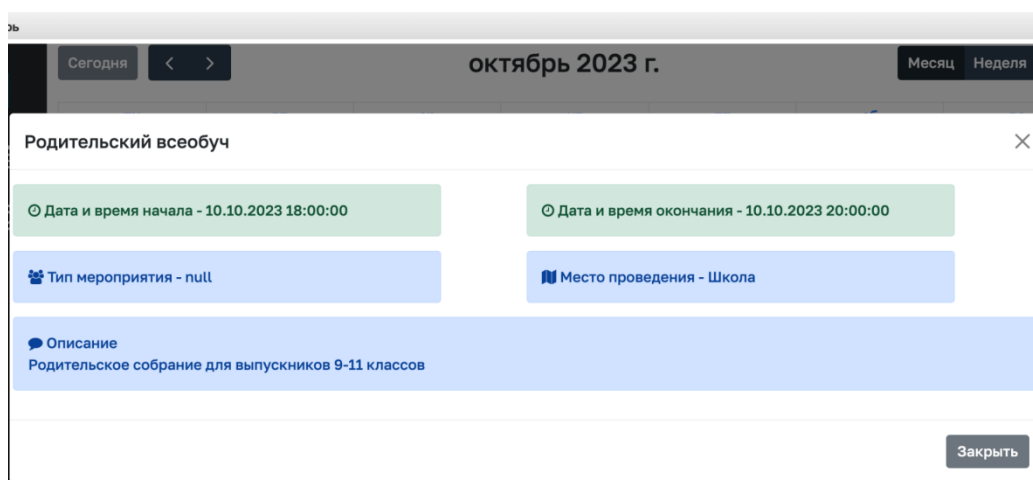 Сегодня
октябрь 2023 г.
Месяц Неделя
Родительский всеобуч
Дата и время начала - 10.10.2023 18:00:00
Дата и время окончания - 10.10.2023 20:00:00
Тип мероприятия - null
Место проведения - Школа
Описание
Родительское собрание для выпускников 9-11 классов
Закрыть